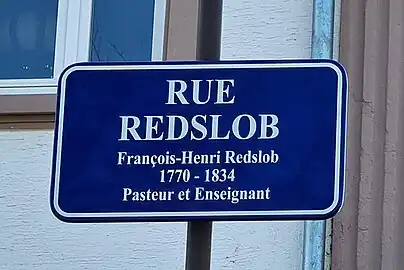 RUE
REDSLOB
François-Henri Redslob
1770 - 1834
Pasteur et Enseignant